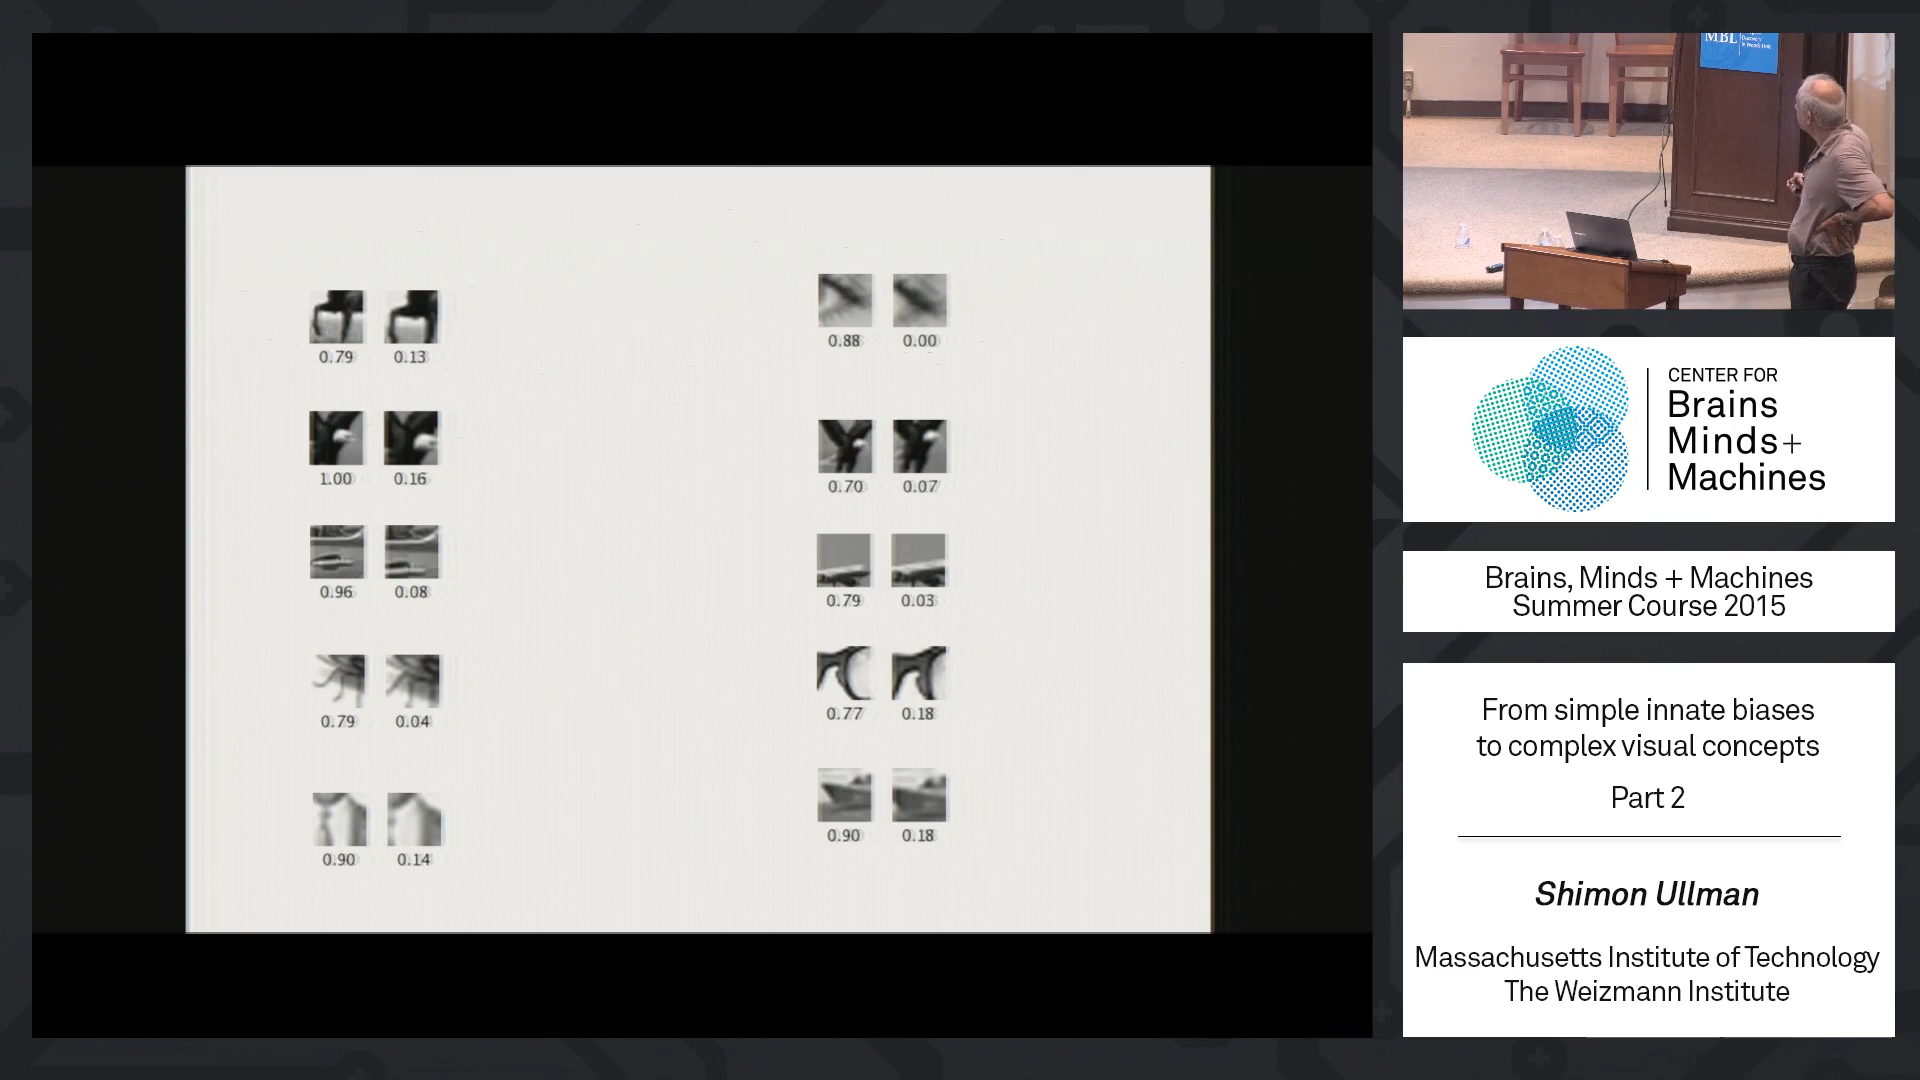 0.79 0.13
1.00 0.16
0.96 0.08
0.79 0.04
0.90 0.14
0.88 0.00
0.70 0.07
0.79 0.03
0.77 0.18
0.90 0.18
MBL
CENTER FOR
Brains
Minds+
Machines
Brains, Minds + Machines
Summer Course 2015
From simple innate biases
to complex visual concepts
Part 2
Shimon Ullman
Massachusetts Institute of Technology
The Weizmann Institute